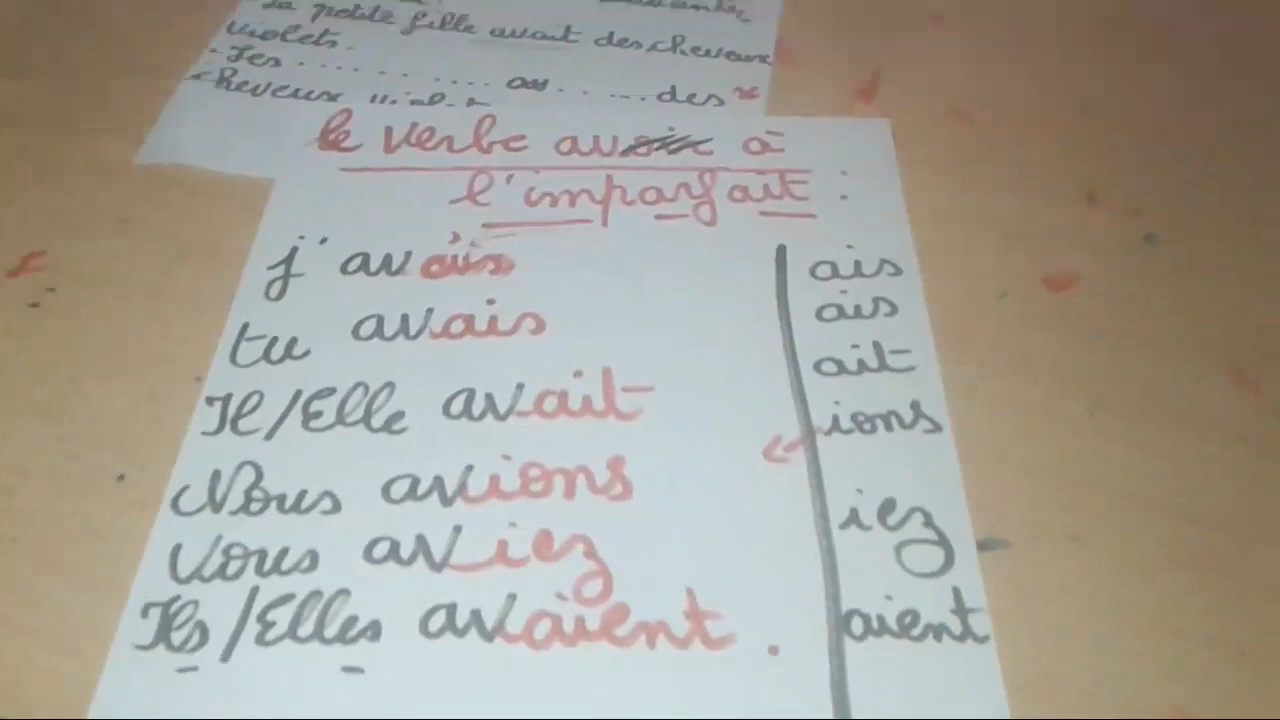 la petite fille avait des cheveux
violets.
- Les . . . . . . . . . . . . . . . . . des
cheveux
le verbe avoir à
l'imparfait :
j'avais
ais
tu avais
ais
Il/Elle avait
ait
Nous avions
ions
Vous aviez
iez
Ils/Elles avaient.
aient